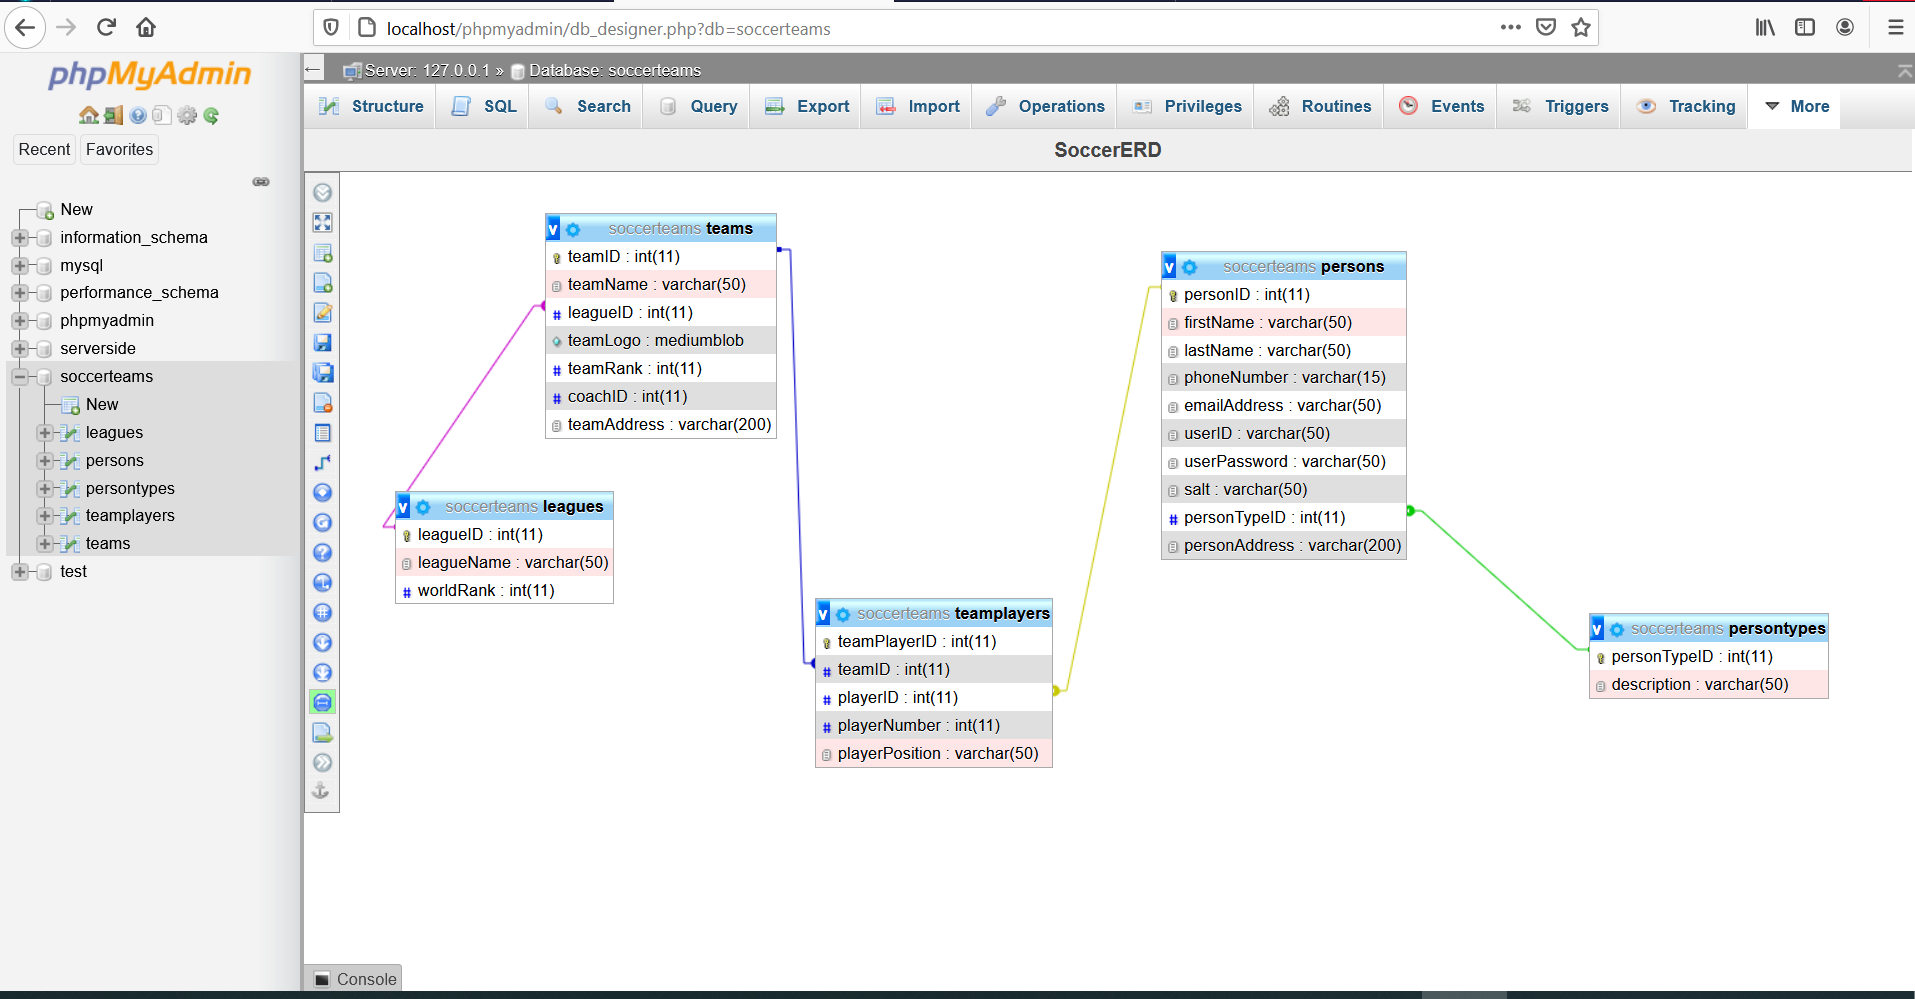 localhost/phpmyadmin/db_designer.php?db=soccerteams
phpMyAdmin
Recent
Favorites
New
information_schema
mysql
performance_schema
phpmyadmin
serverside
soccerteams
New
leagues
persons
persontypes
teamplayers
teams
test
Server: 127.0.0.1 » Database: soccerteams
Structure
SQL
Search
Query
Export
Import
Operations
Privileges
Routines
Events
Triggers
Tracking
More
SoccerERD
v soccerteams teams
teamID : int(11)
teamName : varchar(50)
# leagueID : int(11)
teamLogo : mediumblob
# teamRank : int(11)
# coachID : int(11)
teamAddress : varchar(200)
v soccerteams leagues
leagueID : int(11)
leagueName : varchar(50)
# worldRank : int(11)
v soccerteams teamplayers
teamPlayerID : int(11)
# teamID : int(11)
# playerID : int(11)
# playerNumber : int(11)
playerPosition : varchar(50)
v soccerteams persons
personID : int(11)
firstName : varchar(50)
lastName : varchar(50)
phoneNumber : varchar(15)
emailAddress : varchar(50)
userID : varchar(50)
userPassword : varchar(50)
salt : varchar(50)
# personTypeID : int(11)
personAddress : varchar(200)
v soccerteams persontypes
personTypeID : int(11)
description : varchar(50)
Console